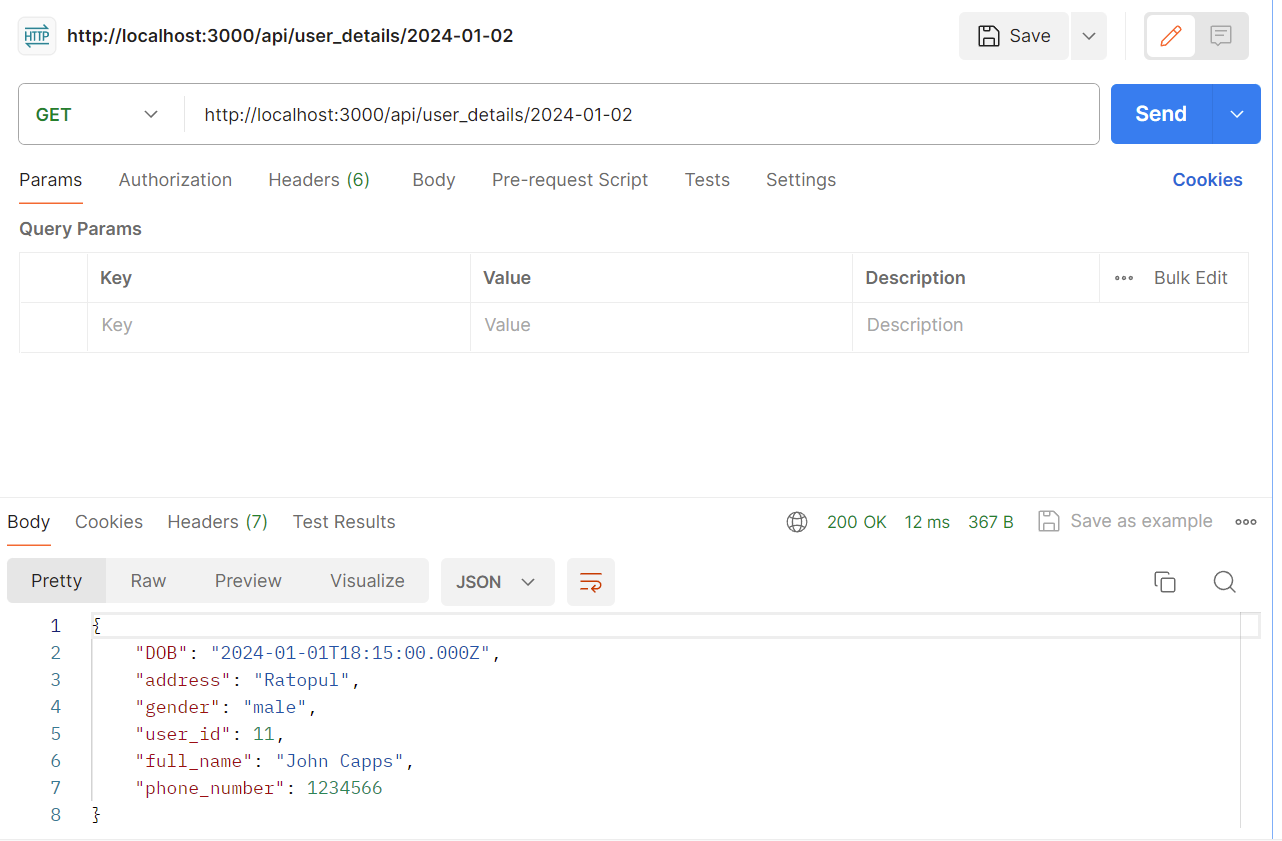 HTTP http://localhost:3000/api/user_details/2024-01-02 Save
GET http://localhost:3000/api/user_details/2024-01-02 Send
Params Authorization Headers (6) Body Pre-request Script Tests Settings Cookies
Query Params
Key Value Description Bulk Edit
Key Value Description
Body Cookies Headers (7) Test Results 200 OK 12 ms 367 B Save as example
Pretty Raw Preview Visualize JSON
1 {
2 "DOB": "2024-01-01T18:15:00.000Z",
3 "address": "Ratopul",
4 "gender": "male",
5 "user_id": 11,
6 "full_name": "John Capps",
7 "phone_number": 1234566
8 }